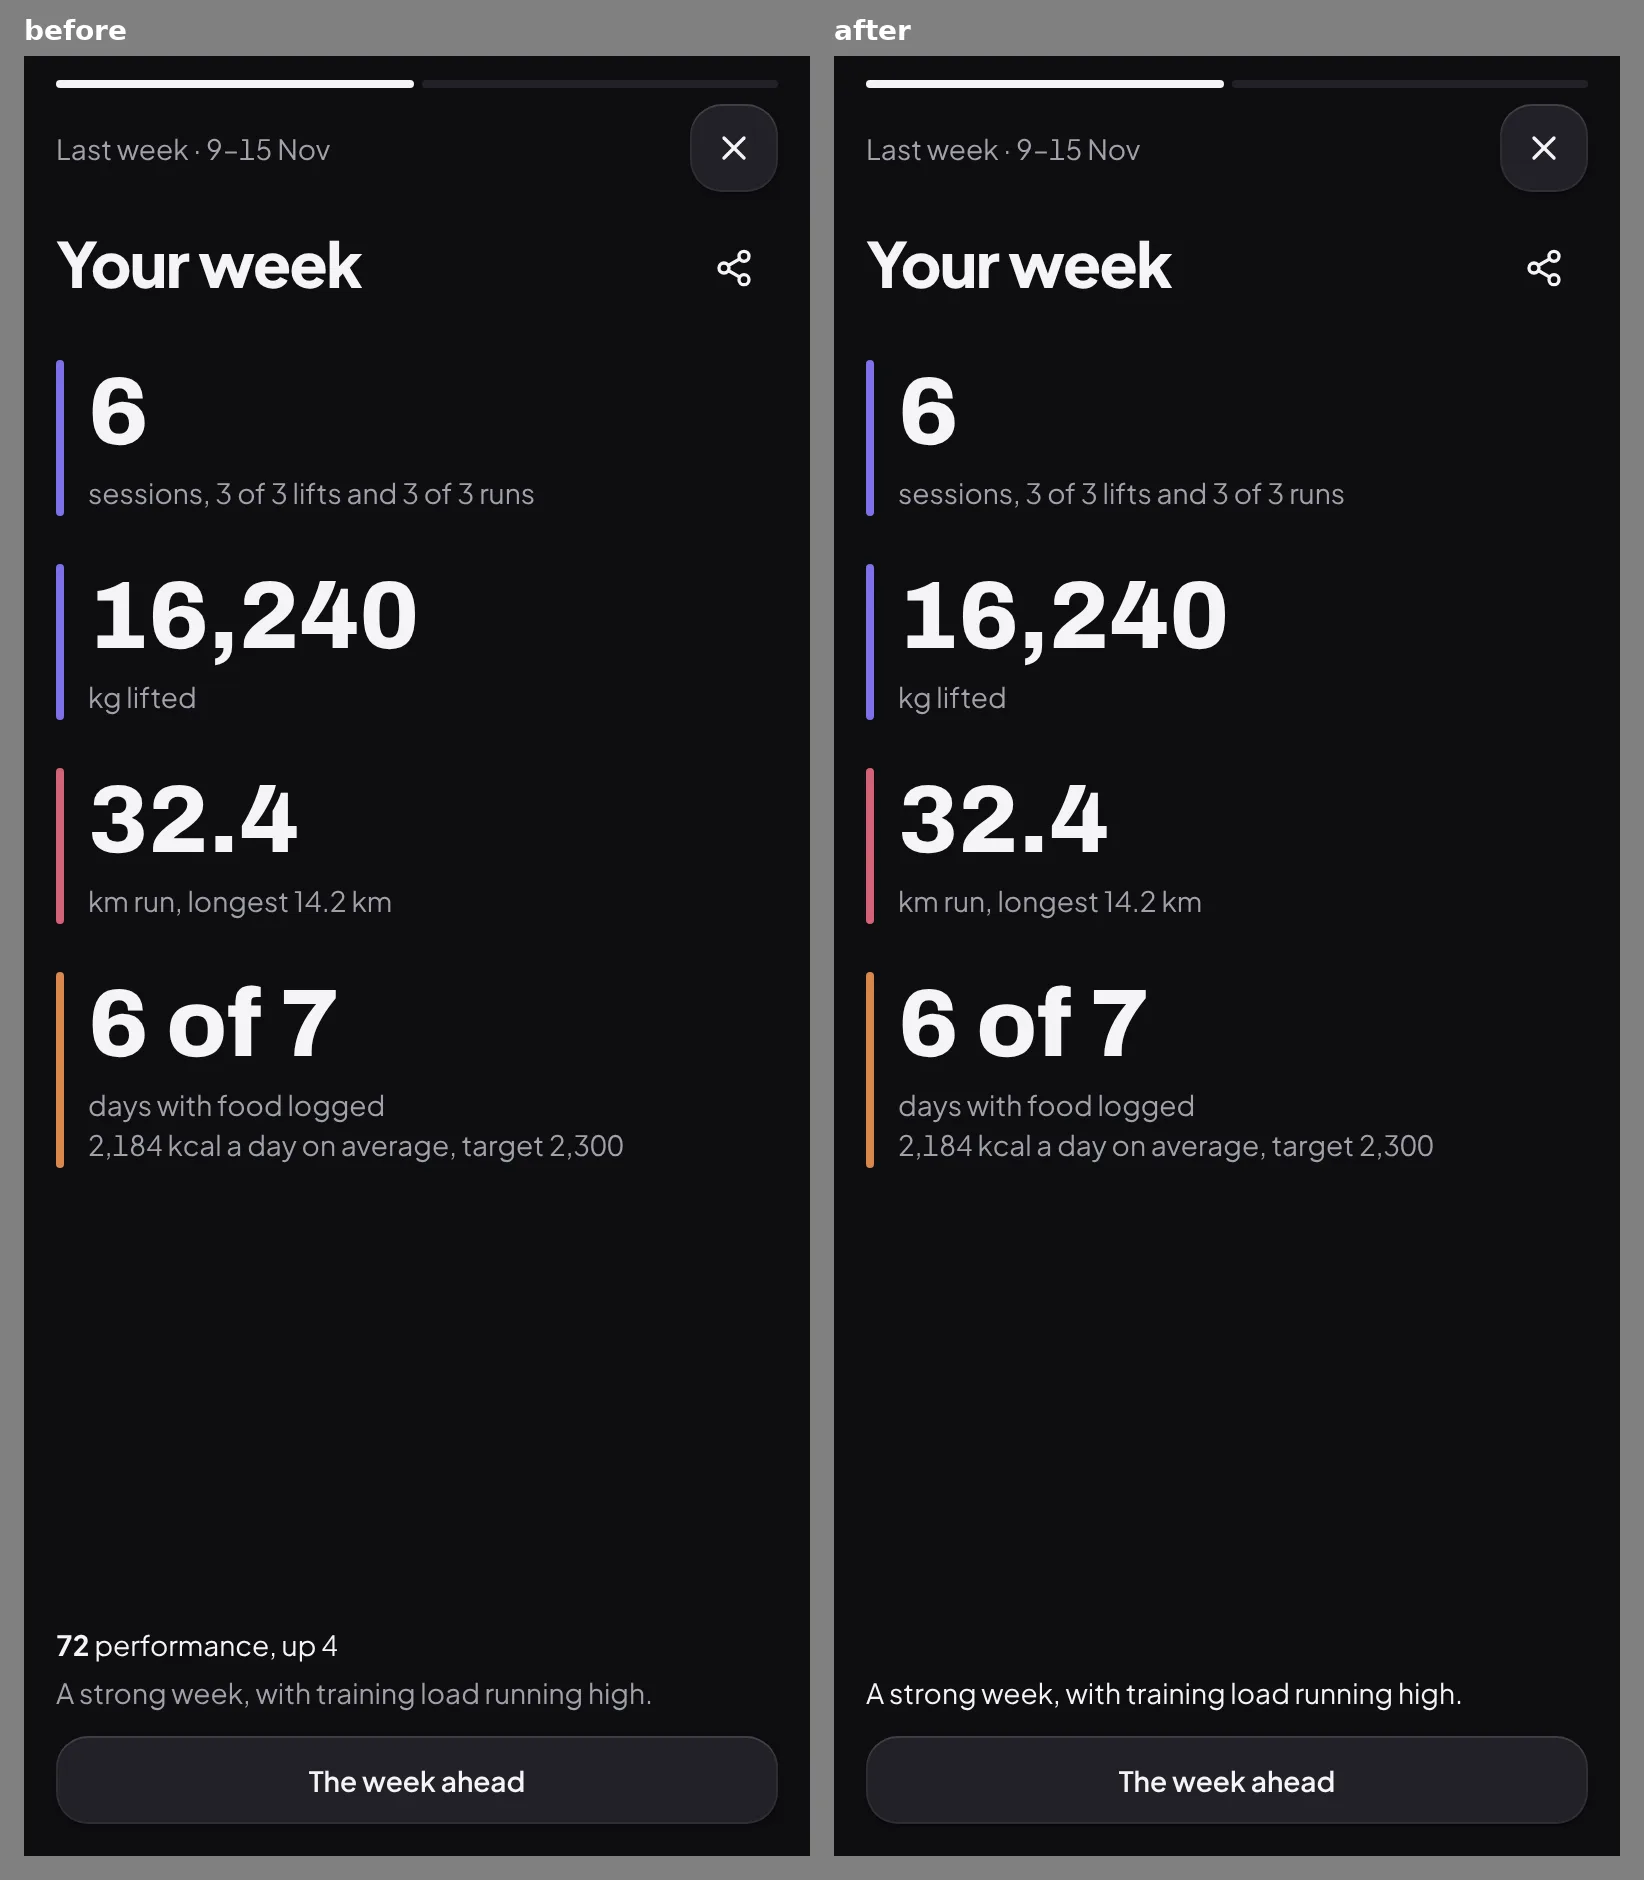 before
Last week · 9–15 Nov
Your week
6
sessions, 3 of 3 lifts and 3 of 3 runs
16,240
kg lifted
32.4
km run, longest 14.2 km
6 of 7
days with food logged
2,184 kcal a day on average, target 2,300
72 performance, up 4
A strong week, with training load running high.
The week ahead
after
Last week · 9–15 Nov
Your week
6
sessions, 3 of 3 lifts and 3 of 3 runs
16,240
kg lifted
32.4
km run, longest 14.2 km
6 of 7
days with food logged
2,184 kcal a day on average, target 2,300
A strong week, with training load running high.
The week ahead